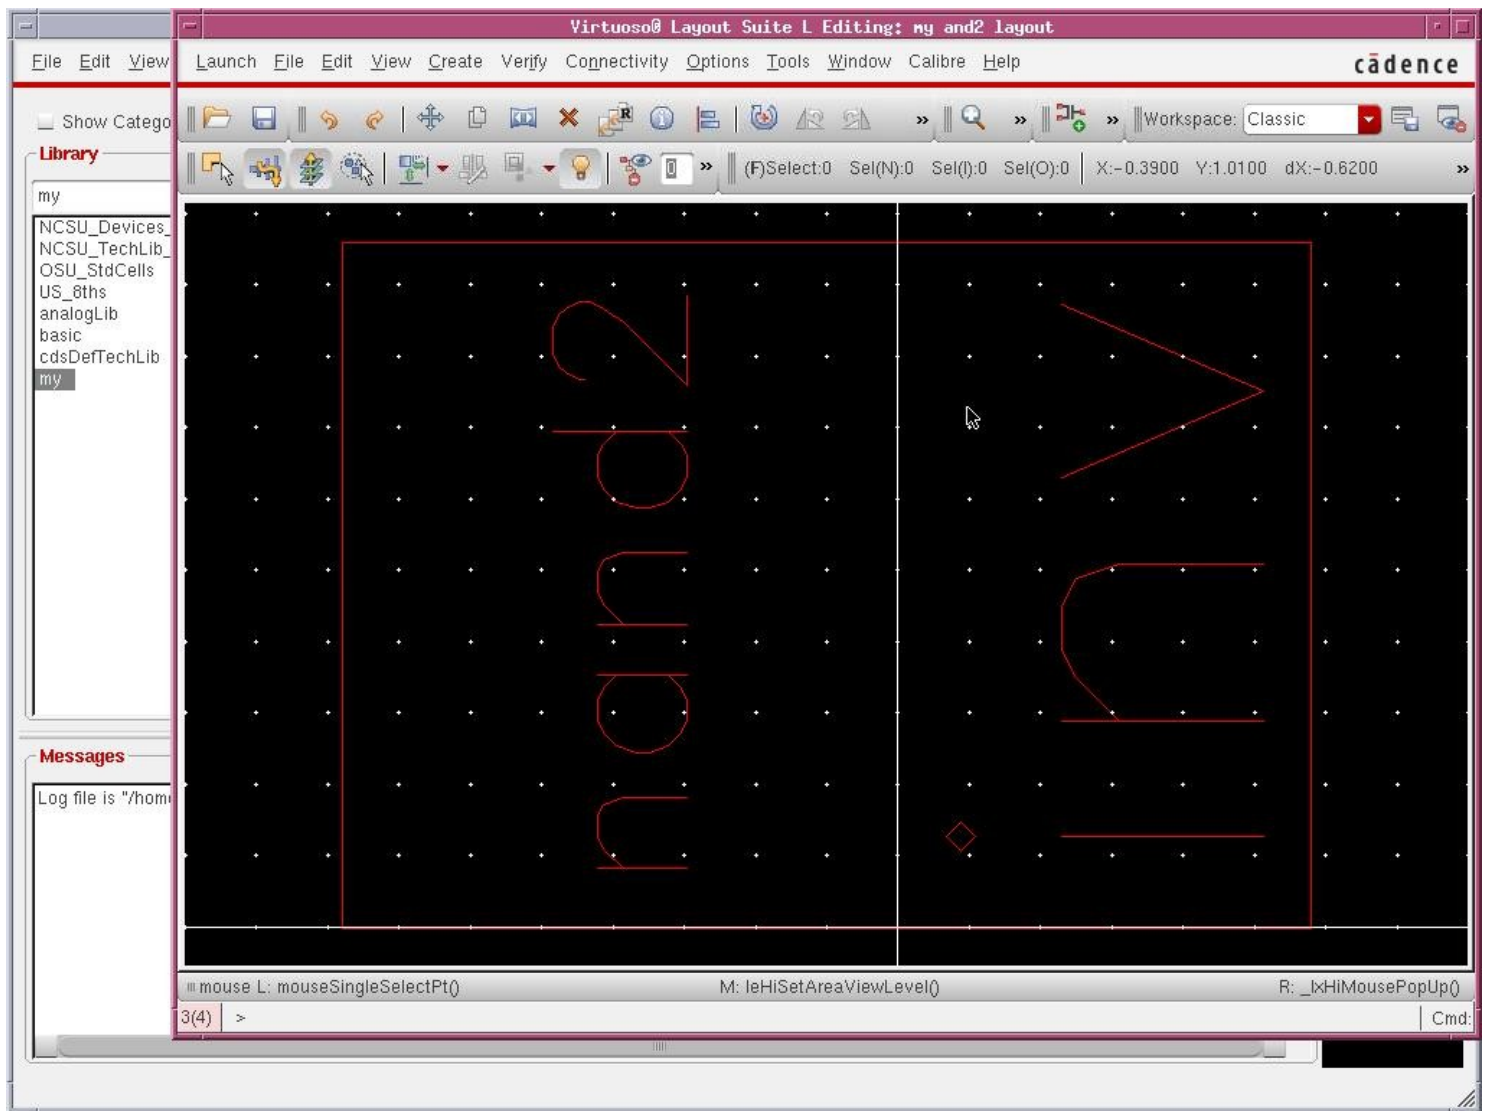 Virtuoso® Layout Suite L Editing: my and2 layout
File Edit View
Launch File Edit View Create Verify Connectivity Options Tools Window Calibre Help
cādence
Show Catego
R
» » » Workspace: Classic
Library
0 » (F)Select:0 Sel(N):0 Sel(I):0 Sel(O):0 X:-0.3900 Y:1.0100 dX:-0.6200 »
my
NCSU_Devices_
NCSU_TechLib_
OSU_StdCells
US_8ths
analogLib
basic
cdsDefTechLib
my
nand2
inv
Messages
Log file is "/hom
mouse L: mouseSingleSelectPt()
M: leHiSetAreaViewLevel()
R: _lxHiMousePopUp()
3(4) >
Cmd: